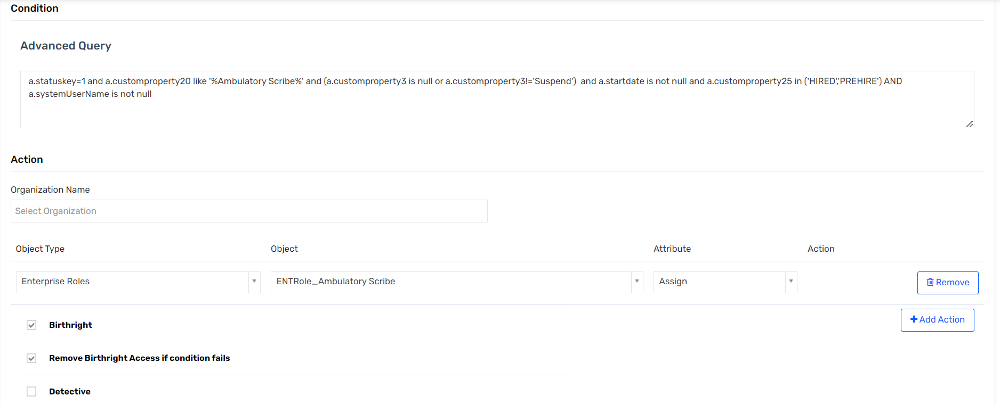 Condition
Advanced Query
a.statuskey=1 and a.customproperty20 like '%Ambulatory Scribe%' and (a.customproperty3 is null or a.customproperty3!='Suspend')  and a.startdate is not null and a.customproperty25 in ('HIRED','PREHIRE') AND
a.systemUserName is not null
Action
Organization Name
Select Organization
Object Type Object Attribute Action
Enterprise Roles ENTRole_Ambulatory Scribe Assign Remove
Birthright Add Action
Remove Birthright Access if condition fails
Detective